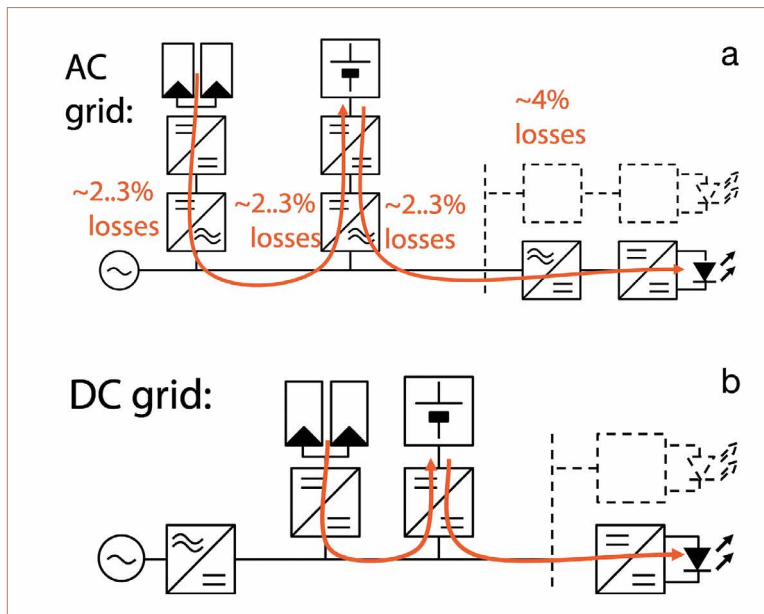 a
AC
grid:
~4%
losses
~2..3%
losses
~2..3%
losses
~2..3%
losses
b
DC grid: